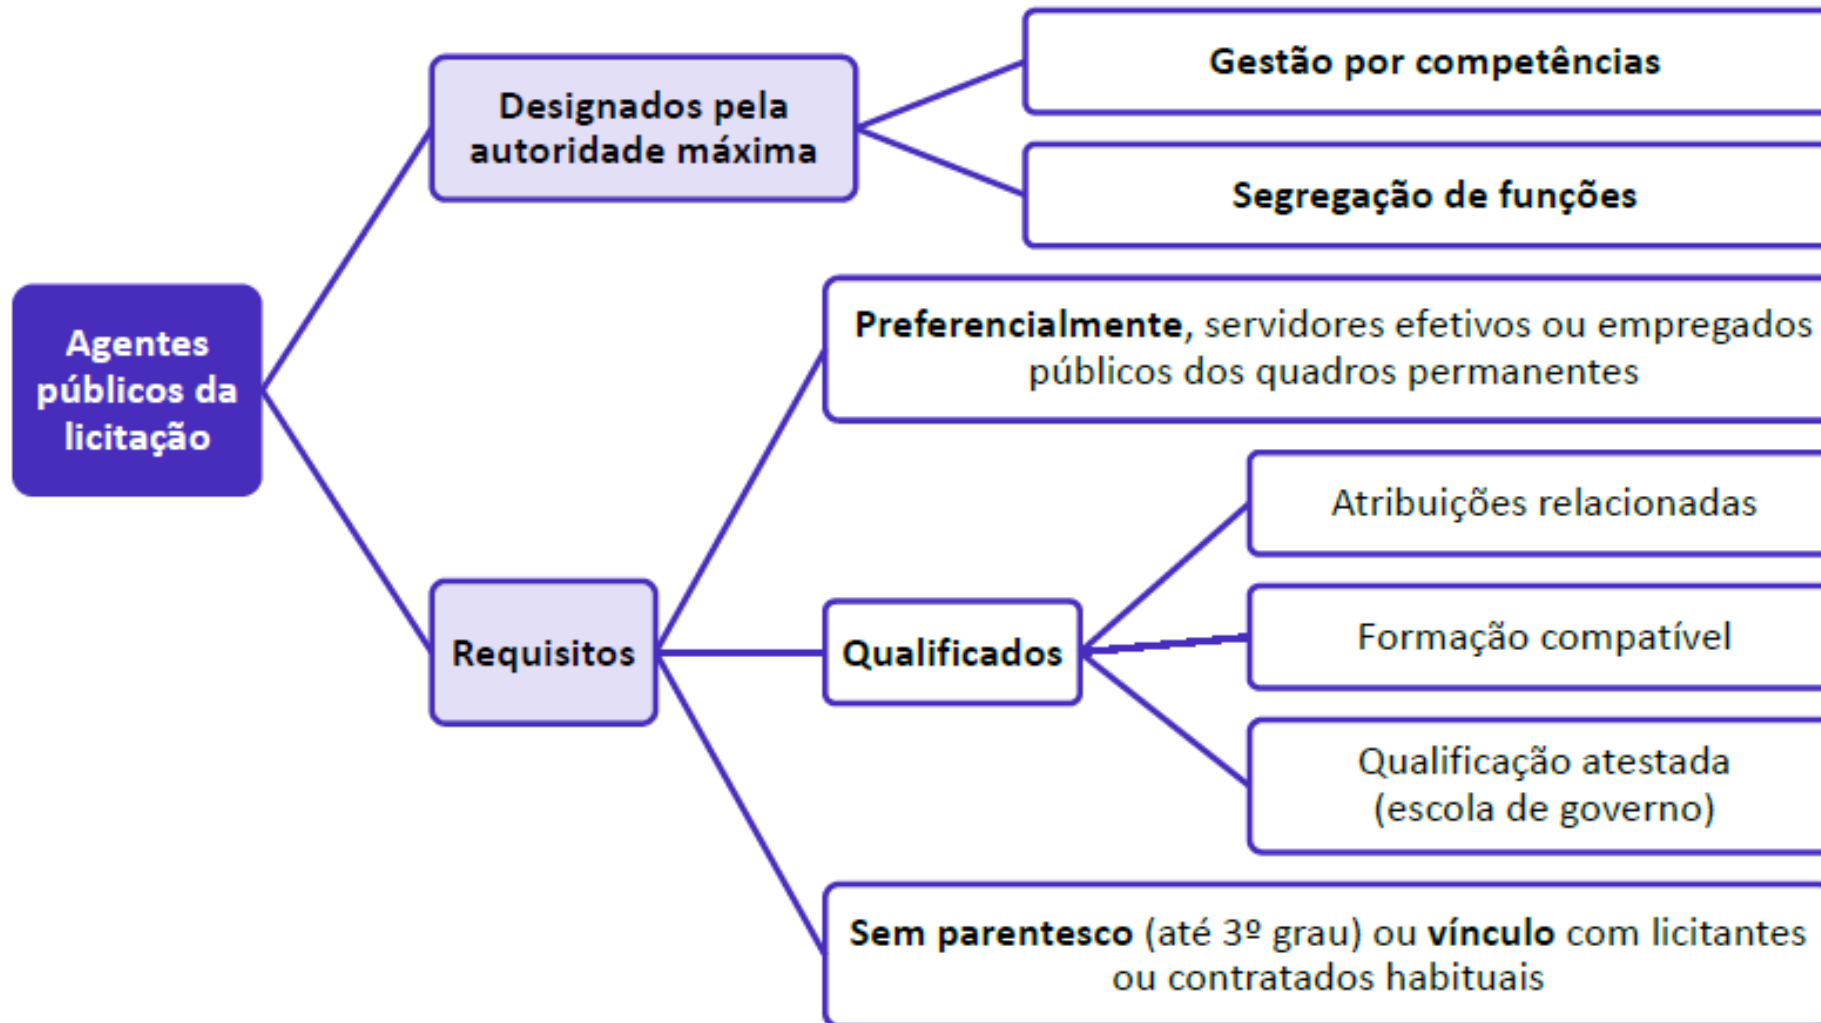 Agentes
públicos da
licitação
Designados pela
autoridade máxima
Gestão por competências
Segregação de funções
Requisitos
Preferencialmente, servidores efetivos ou empregados
públicos dos quadros permanentes
Qualificados
Atribuições relacionadas
Formação compatível
Qualificação atestada
(escola de governo)
Sem parentesco (até 3º grau) ou vínculo com licitantes
ou contratados habituais